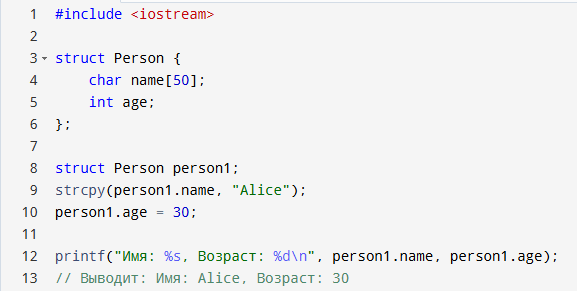 1 #include <iostream>
2
3 struct Person {
4     char name[50];
5     int age;
6 };
7
8 struct Person person1;
9 strcpy(person1.name, "Alice");
10 person1.age = 30;
11
12 printf("Имя: %s, Возраст: %d\n", person1.name, person1.age);
13 // Выводит: Имя: Alice, Возраст: 30